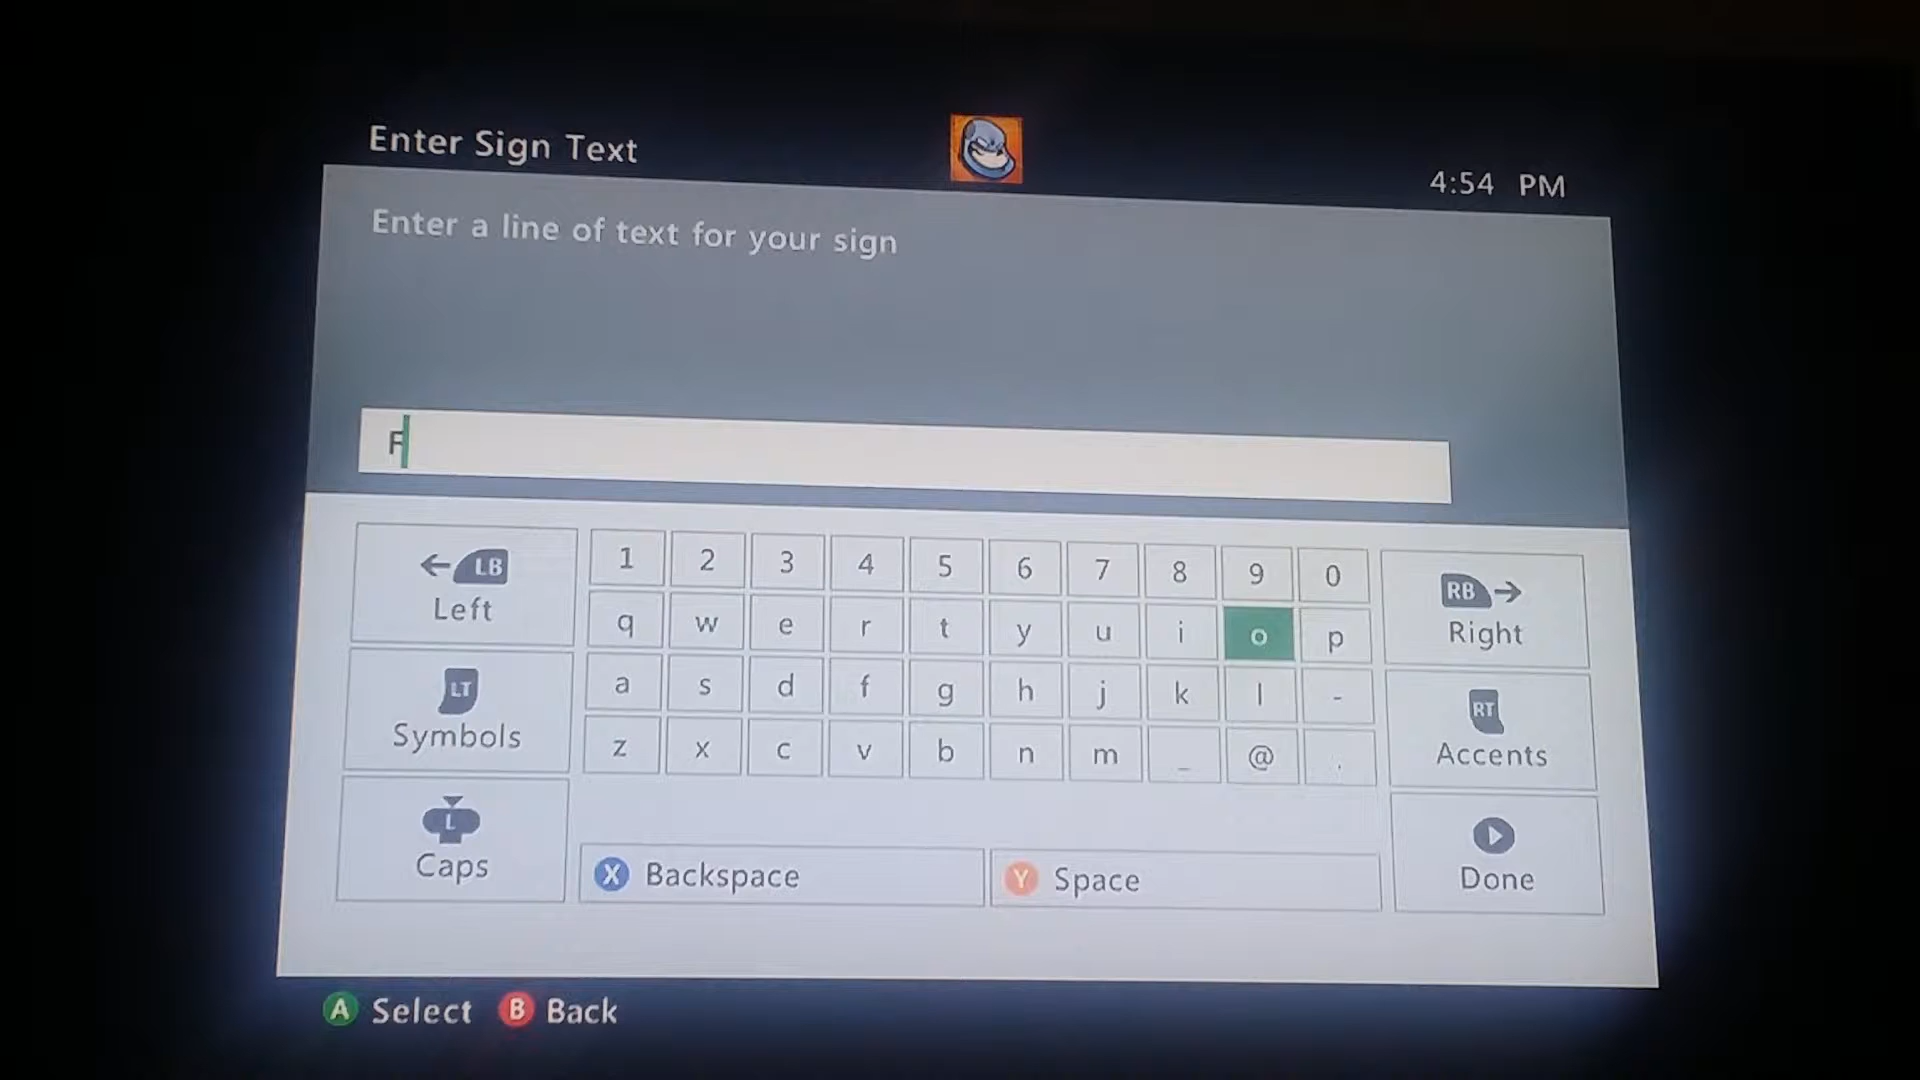 Enter Sign Text
4:54 PM
Enter a line of text for your sign
F
LB
Left
1 2 3 4 5 6 7 8 9 0
RB
Right
q w e r t y u i o p
LT
Symbols
a s d f g h j k l -
RT
Accents
z x c v b n m _ @ .
L
Caps
X Backspace
Y Space
Done
A Select B Back